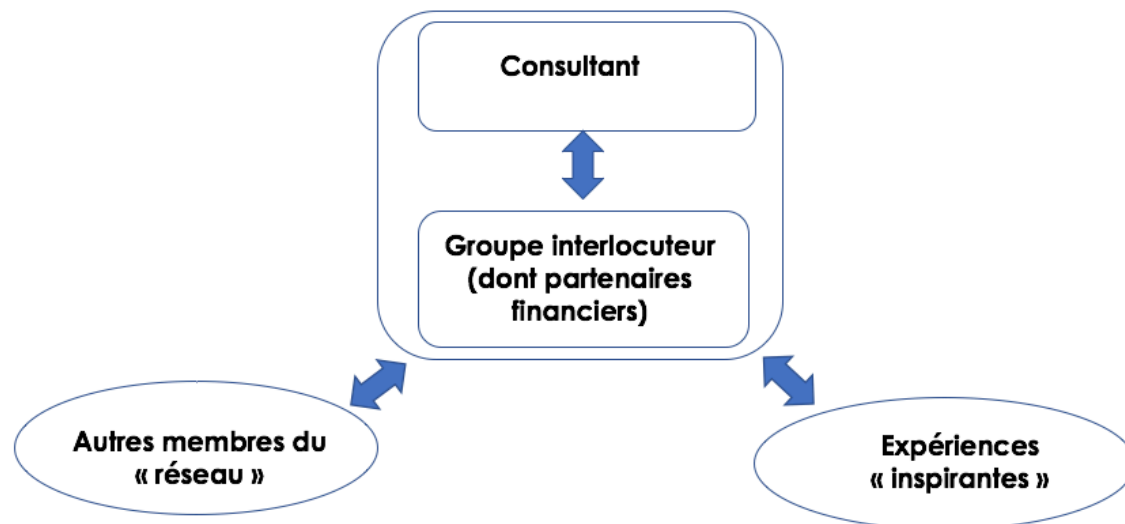 Consultant
Groupe interlocuteur
(dont partenaires
financiers)
Autres membres du
« réseau »
Expériences
« inspirantes »